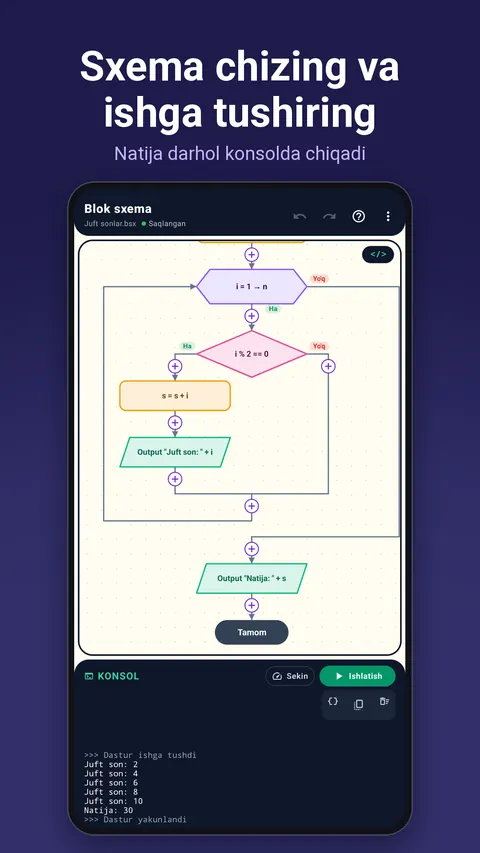 Sxema chizing va
ishga tushiring
Natija darhol konsolda chiqadi
Blok sxema
Juft sonlar.bsx ● Saqlangan
</>
i = 1 → n
Yo'q
Ha
i % 2 == 0
Ha
Yo'q
s = s + i
Output "Juft son: " + i
Output "Natija: " + s
Tamom
KONSOL
Sekin
Ishlatish
{}
>>> Dastur ishga tushdi
Juft son: 2
Juft son: 4
Juft son: 6
Juft son: 8
Juft son: 10
Natija: 30
>>> Dastur yakunlandi